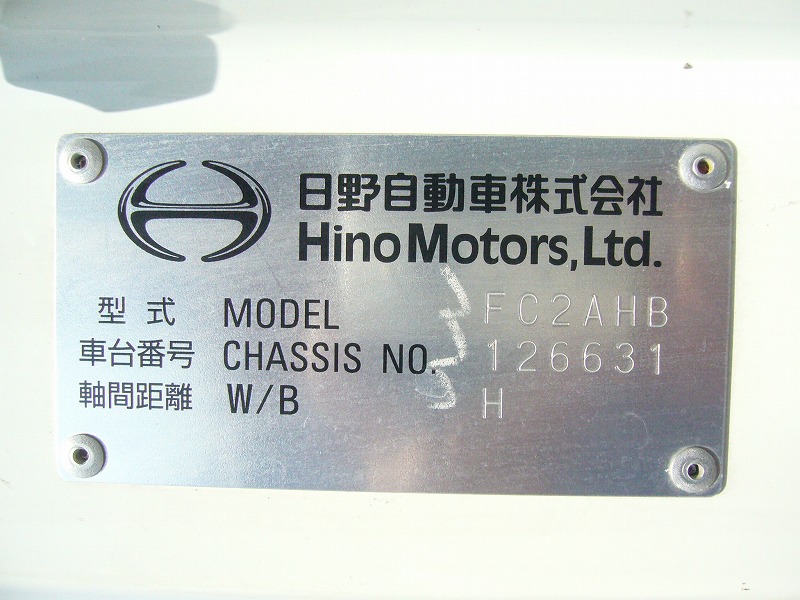 日野自動車株式会社
Hino Motors, Ltd.
型式 MODEL FC2AHB
車台番号 CHASSIS NO. 126631
軸間距離 W/B H